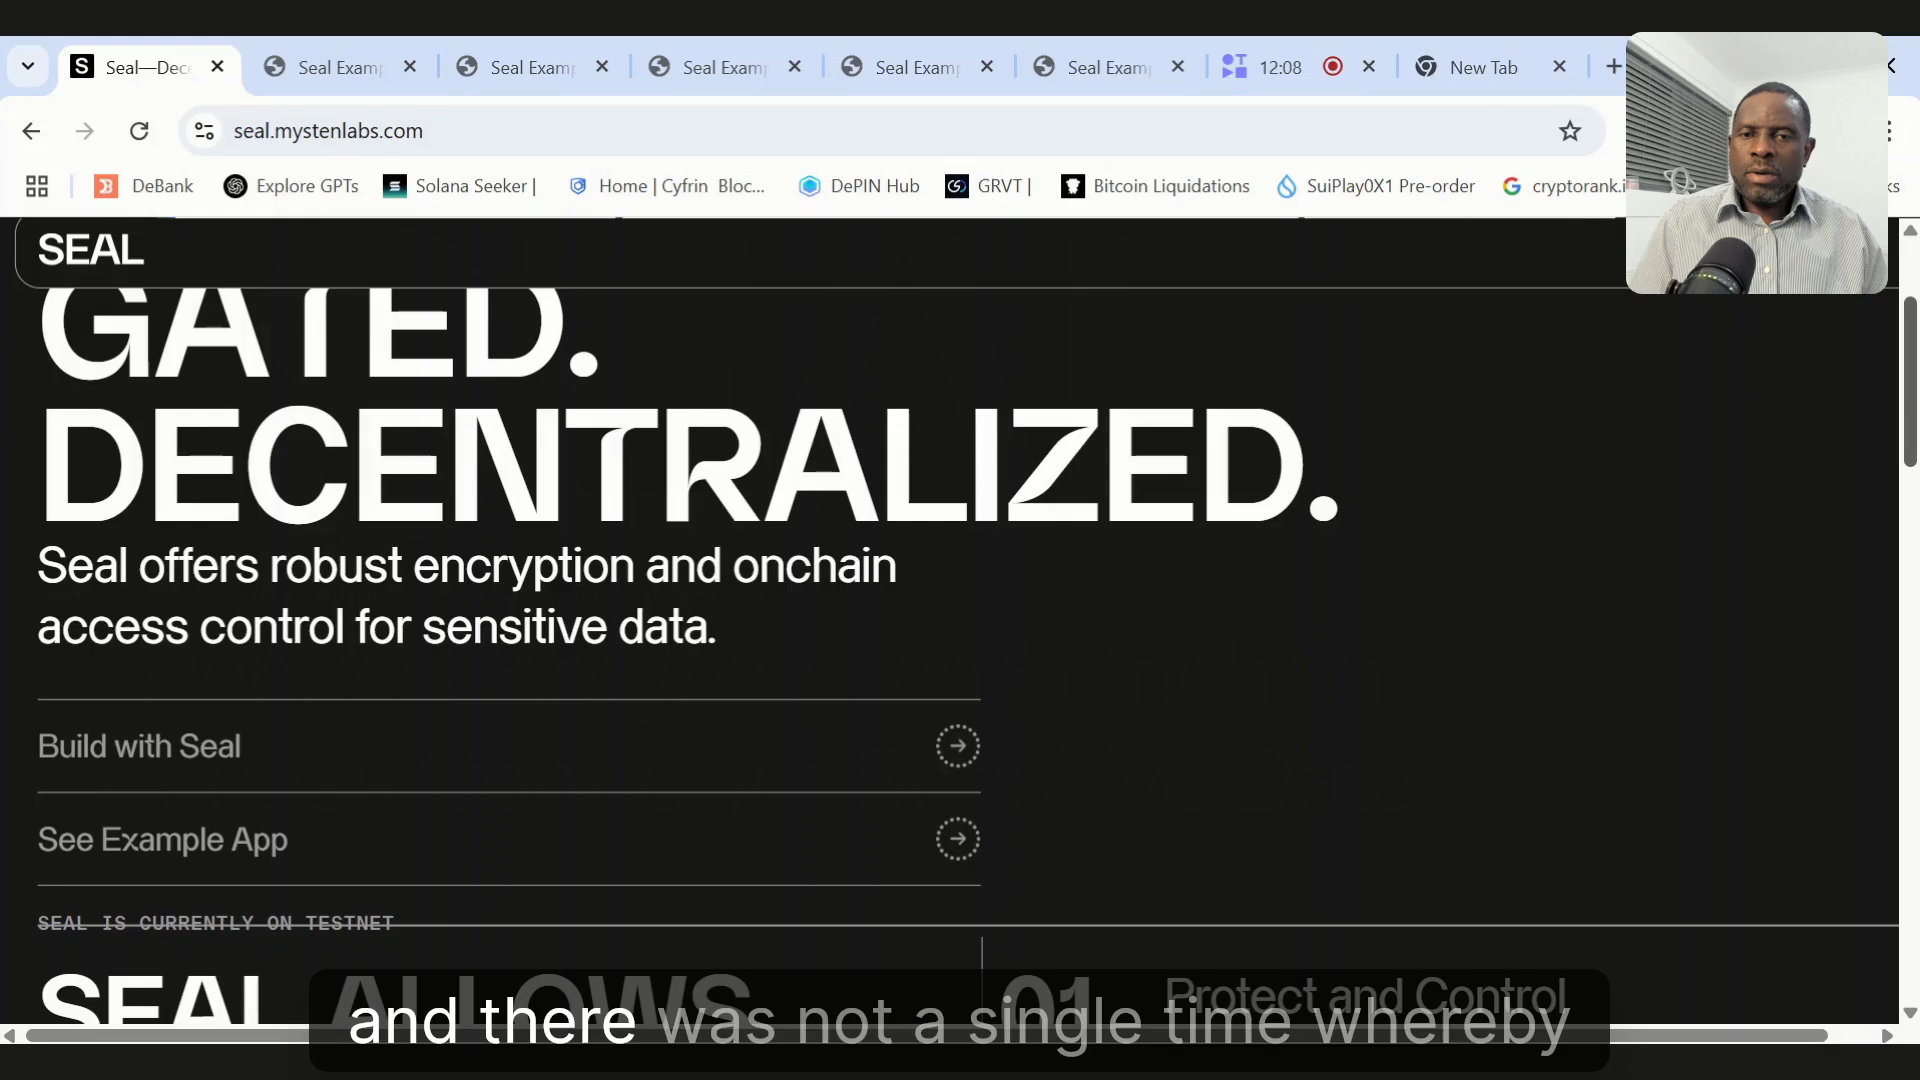 Seal—Dec
Seal Examp
Seal Examp
Seal Examp
Seal Examp
Seal Examp
12:08
New Tab
seal.mystenlabs.com
DeBank
Explore GPTs
Solana Seeker |
Home | Cyfrin Bloc...
DePIN Hub
GRVT |
Bitcoin Liquidations
SuiPlay0X1 Pre-order
cryptorank.i
ks
SEAL
GATED.
DECENTRALIZED.
Seal offers robust encryption and onchain
access control for sensitive data.
Build with Seal
See Example App
SEAL IS CURRENTLY ON TESTNET
SEAL ALLOWS
01
Protect and Control
and there was not a single time whereby